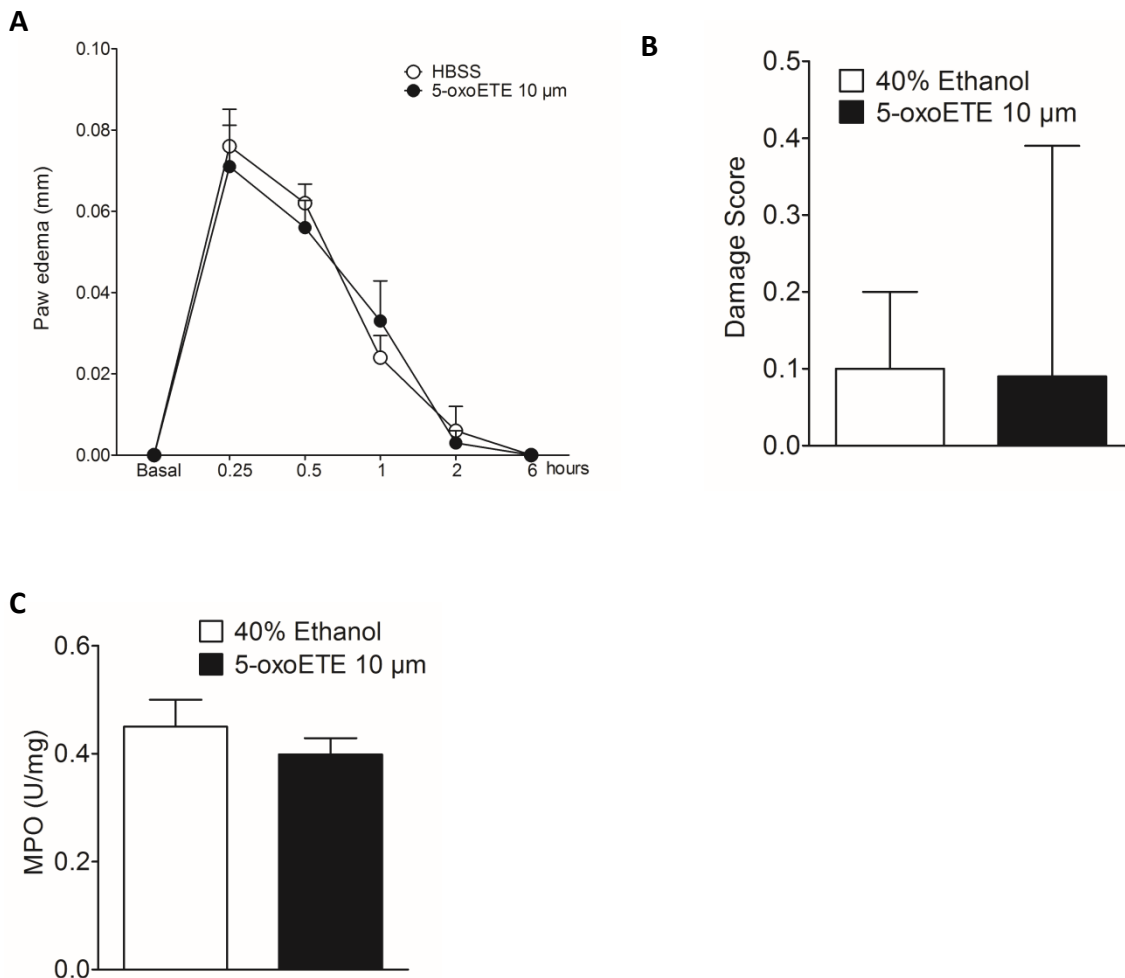 A
0.10
0.08
0.06
0.04
0.02
0.00
Paw edema (mm)
HBSS
5-oxoETE 10 µm
Basal 0.25 0.5 1 2 6 hours
B
0.5
0.4
0.3
0.2
0.1
0.0
Damage Score
40% Ethanol
5-oxoETE 10 µm
C
0.6
0.4
0.2
0.0
MPO (U/mg)
40% Ethanol
5-oxoETE 10 µm